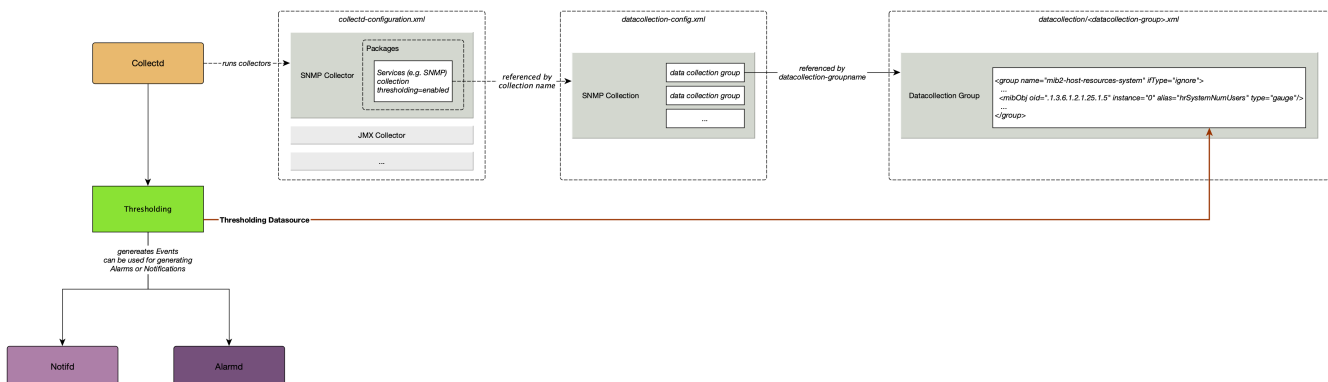 collectd-configuration.xml
datacollection-config.xml
datacollection/<datacollection-group>.xml
Collectd
runs collectors
SNMP Collector
Packages
Services (e.g. SNMP)
collection
thresholding=enabled
JMX Collector
...
referenced by
collection name
SNMP Collection
data collection group
data collection group
...
referenced by
datacollection-groupname
Datacollection Group
<group name="mib2-host-resources-system" ifType="ignore">
...
<mibObj oid=".1.3.6.1.2.1.25.1.5" instance="0" alias="hrSystemNumUsers" type="gauge"/>
...
</group>
Thresholding
Thresholding Datasource
genereates Events
can be used for generating
Alarms or Notifications
Notifd
Alarmd